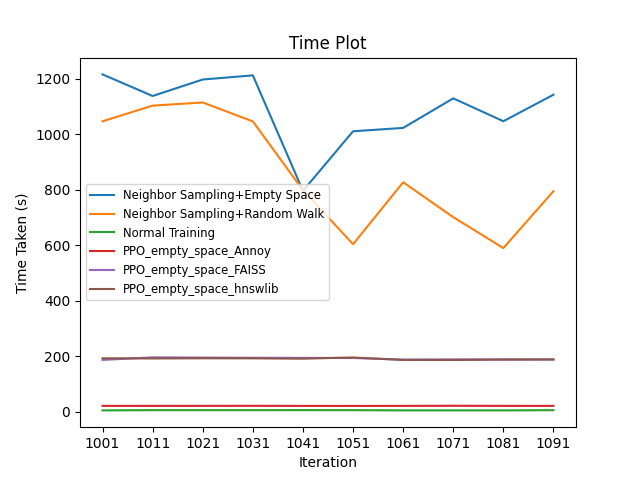 Time Plot
Time Taken (s)
1200
1000
800
600
400
200
0
Neighbor Sampling+Empty Space
Neighbor Sampling+Random Walk
Normal Training
PPO_empty_space_Annoy
PPO_empty_space_FAISS
PPO_empty_space_hnswlib
1001 1011 1021 1031 1041 1051 1061 1071 1081 1091
Iteration